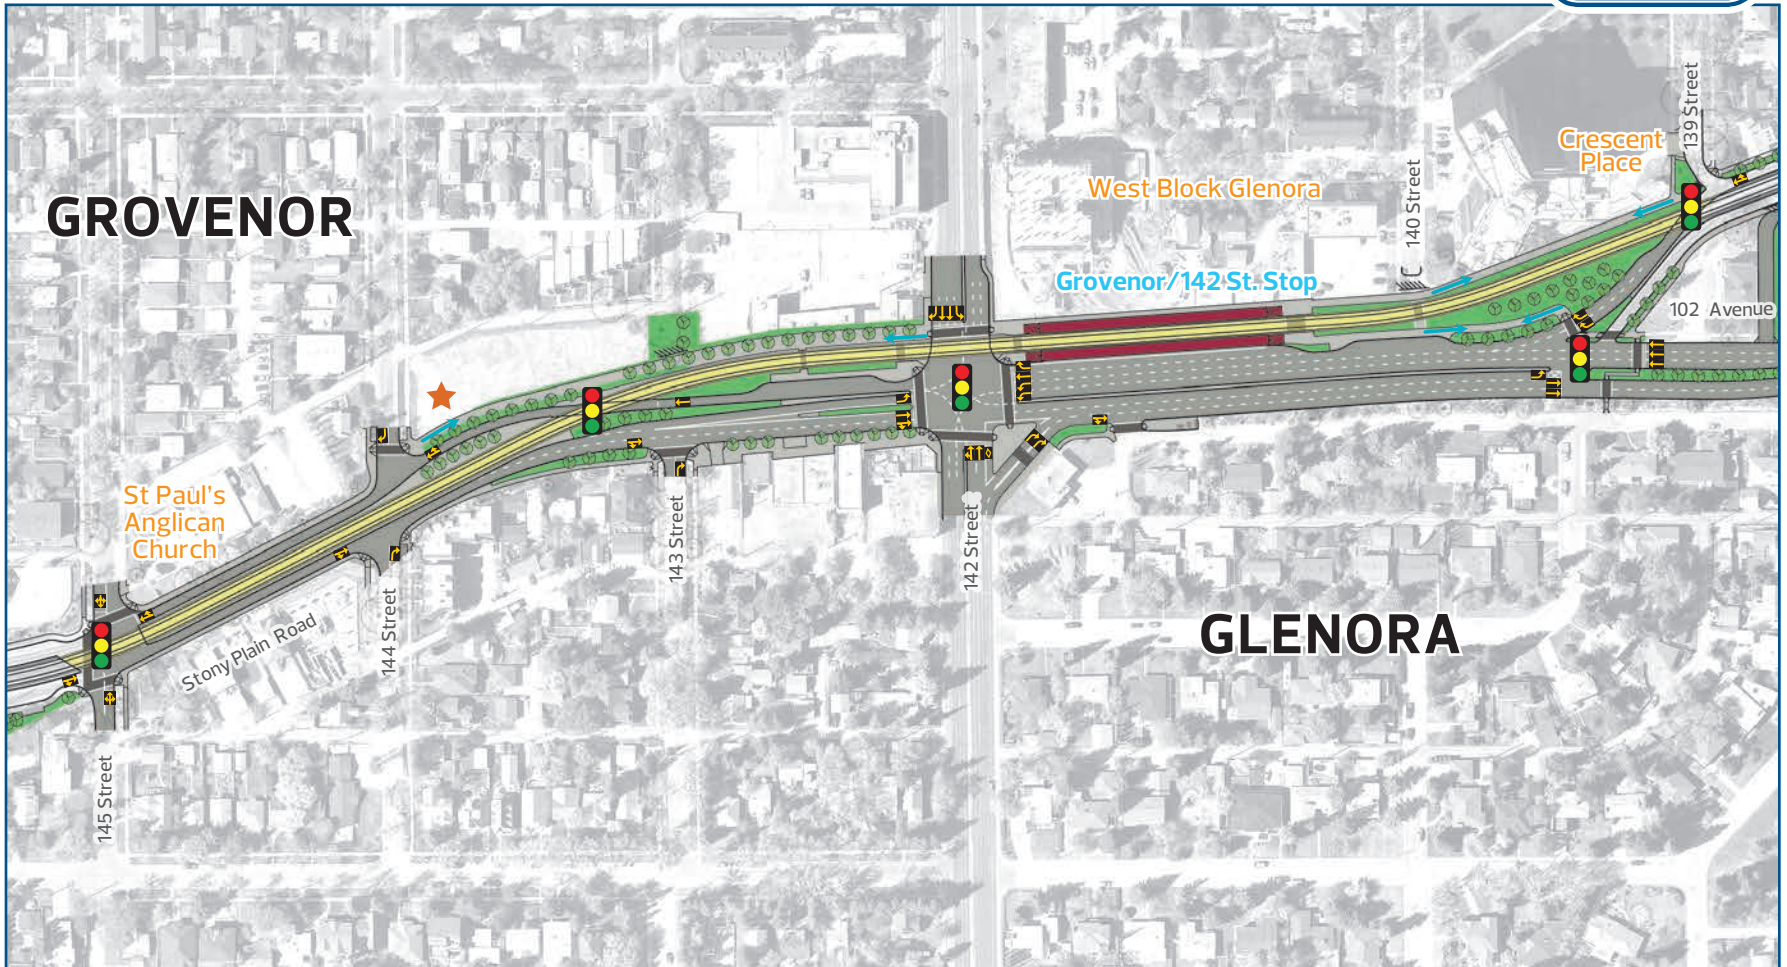 139 Street
Crescent
Place
West Block Glenora
140 Street
GROVENOR
Grovenor/142 St. Stop
102 Avenue
St Paul's
Anglican
Church
143 Street
142 Street
144 Street
Stony Plain Road
GLENORA
145 Street